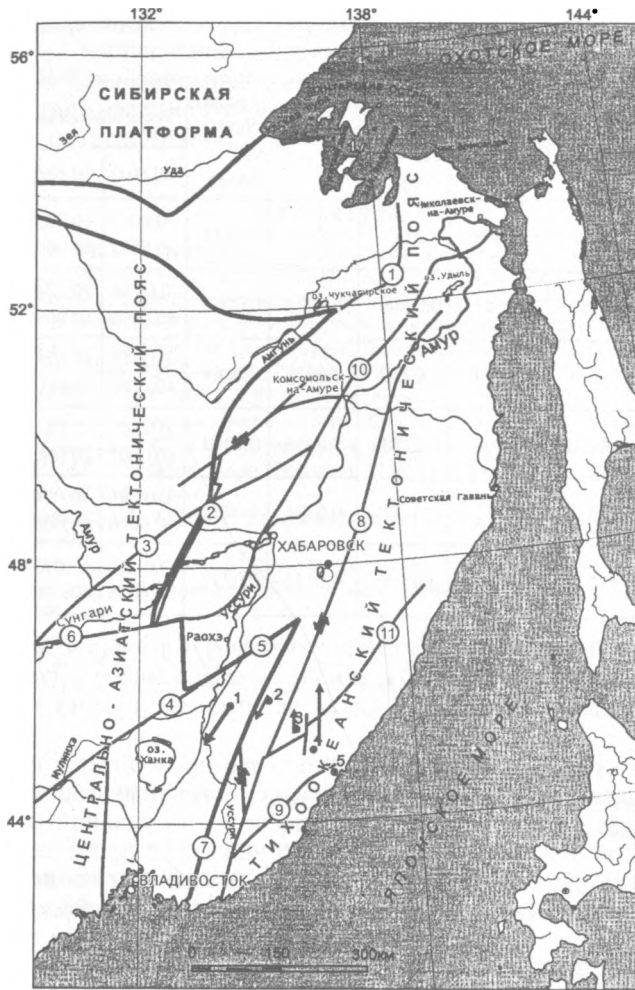 132°
138°
144°
56°
ОХОТСКОЕ МОРЕ
СИБИРСКАЯ
ПЛАТФОРМА
Зея
Уда
Николаевск-
на-Амуре
1
оз. Удыль
оз. Чукчагирское
52°
Амгунь
Амур
10
Комсомольск-
на-Амуре
Советская Гавань
2
8
3
Амур
ХАБАРОВСК
48°
Сунгари
Уссури
6
Раохэ
5
11
4
1
2
3
Мулинхэ
оз.
Ханка
5
9
Уссури
44°
7
ВЛАДИВОСТОК
ЦЕНТРАЛЬНО-АЗИАТСКИЙ ТЕКТОНИЧЕСКИЙ ПОЯС
ТИХООКЕАНСКИЙ ТЕКТОНИЧЕСКИЙ ПОЯС
ЯПОНСКОЕ МОРЕ
0 150 300км